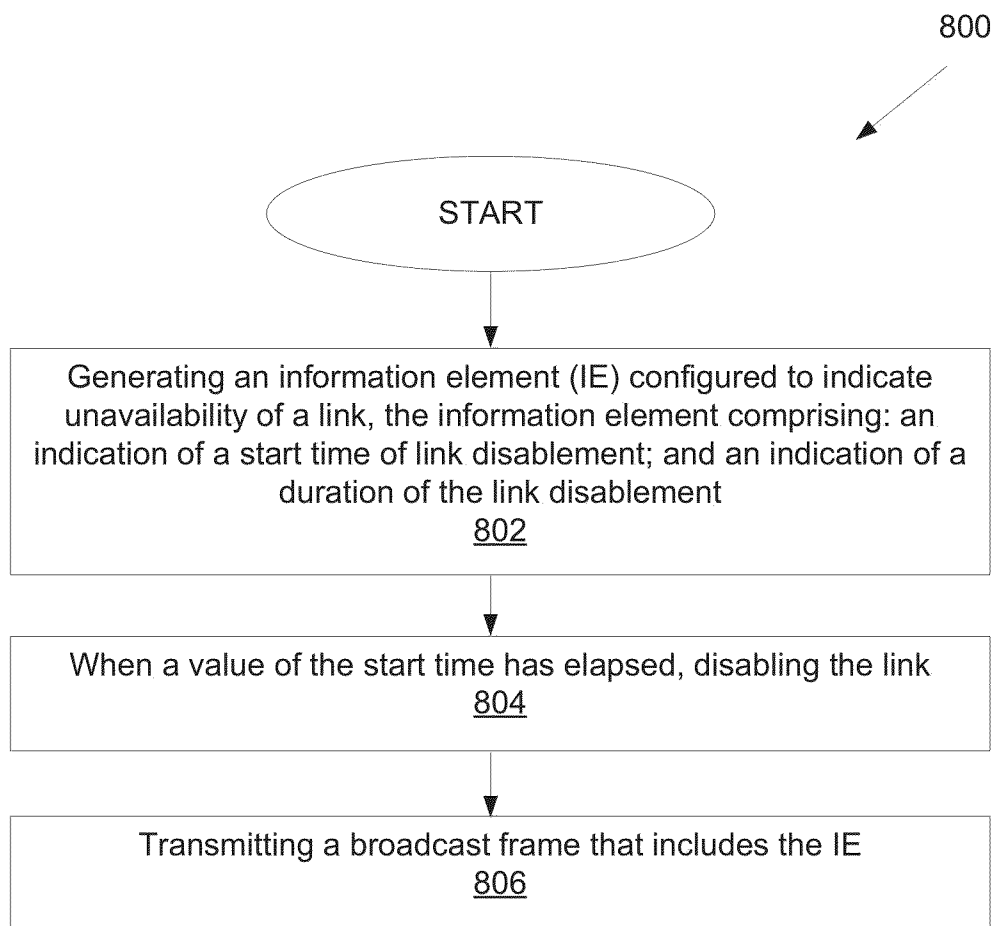 800
START
Generating an information element (IE) configured to indicate
unavailability of a link, the information element comprising: an
indication of a start time of link disablement; and an indication of a
duration of the link disablement
802
When a value of the start time has elapsed, disabling the link
804
Transmitting a broadcast frame that includes the IE
806